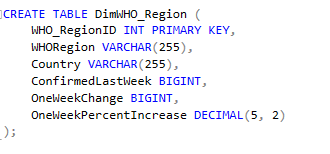 CREATE TABLE DimWHO_Region (
WHO_RegionID INT PRIMARY KEY,
WHORegion VARCHAR(255),
Country VARCHAR(255),
ConfirmedLastWeek BIGINT,
OneWeekChange BIGINT,
OneWeekPercentIncrease DECIMAL(5, 2)
);